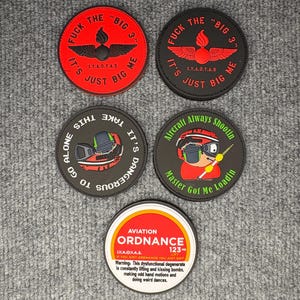 FUCK THE "BIG 3"
I.Y.A.O.Y.A.S
IT'S JUST BIG ME
FUCK THE "BIG 3"
I.Y.A.O.Y.A.S
IT'S JUST BIG ME
IT'S DANGEROUS TO GO ALONE TAKE THIS
Aircraft Always Shootin
Master Got Me Loadin
AVIATION
ORDNANCE
I.Y.A.O.Y.A.S.
123
Warning: This dysfunctional degenerate
is constantly lifting and kissing bombs,
making odd hand motions and
doing weird dances.